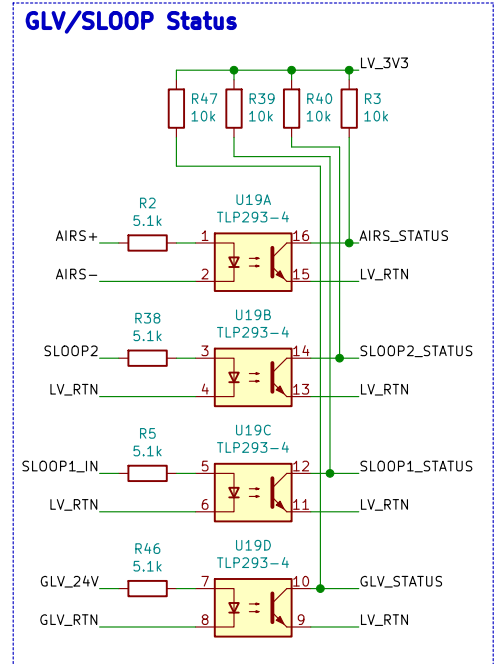 GLV/SLOOP Status
LV_3V3
R47 R39 R40 R3
10k 10k 10k 10k
R2 U19A
5.1k TLP293-4
AIRS+ 1 16 AIRS_STATUS
AIRS- 2 15 LV_RTN
R38 U19B
5.1k TLP293-4
SLOOP2 3 14 SLOOP2_STATUS
LV_RTN 4 13 LV_RTN
R5 U19C
5.1k TLP293-4
SLOOP1_IN 5 12 SLOOP1_STATUS
LV_RTN 6 11 LV_RTN
R46 U19D
5.1k TLP293-4
GLV_24V 7 10 GLV_STATUS
GLV_RTN 8 9 LV_RTN